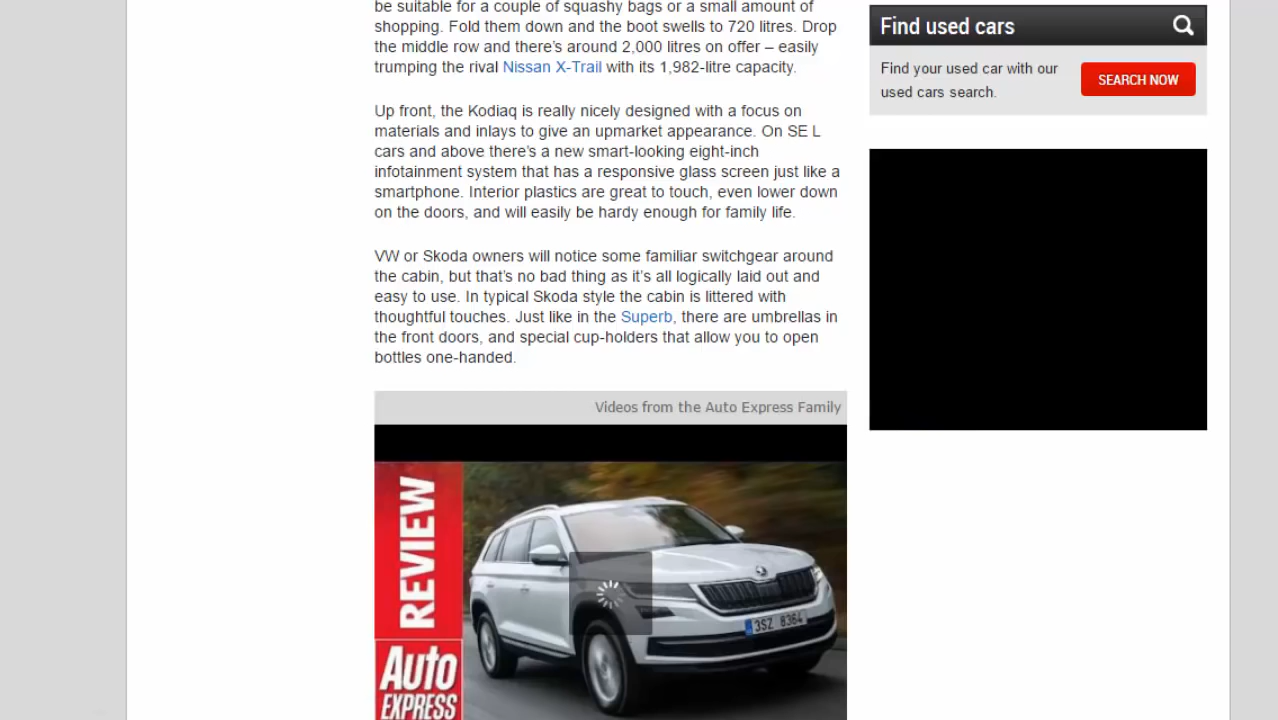 be suitable for a couple of squashy bags or a small amount of
shopping. Fold them down and the boot swells to 720 litres. Drop
the middle row and there's around 2,000 litres on offer – easily
trumping the rival Nissan X-Trail with its 1,982-litre capacity.
Up front, the Kodiaq is really nicely designed with a focus on
materials and inlays to give an upmarket appearance. On SE L
cars and above there's a new smart-looking eight-inch
infotainment system that has a responsive glass screen just like a
smartphone. Interior plastics are great to touch, even lower down
on the doors, and will easily be hardy enough for family life.
VW or Skoda owners will notice some familiar switchgear around
the cabin, but that's no bad thing as it's all logically laid out and
easy to use. In typical Skoda style the cabin is littered with
thoughtful touches. Just like in the Superb, there are umbrellas in
the front doors, and special cup-holders that allow you to open
bottles one-handed.
Videos from the Auto Express Family
REVIEW
Auto
EXPRESS
3SZ 8364
Find used cars
Find your used car with our
used cars search.
SEARCH NOW